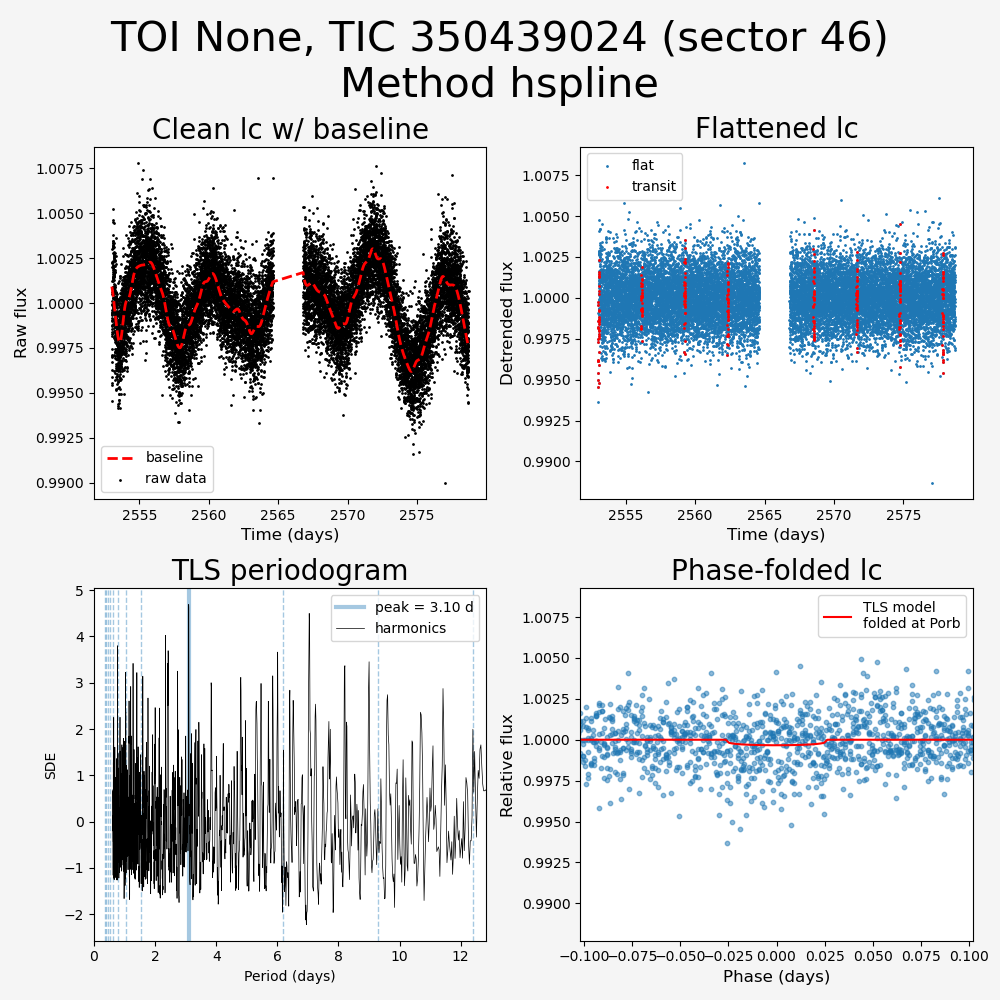 TOI None, TIC 350439024 (sector 46)
Method hspline
Clean lc w/ baseline
Raw flux
1.0075
1.0050
1.0025
1.0000
0.9975
0.9950
0.9925
0.9900
baseline
raw data
2555 2560 2565 2570 2575
Time (days)
Flattened lc
Detrended flux
1.0075
1.0050
1.0025
1.0000
0.9975
0.9950
0.9925
0.9900
flat
transit
2555 2560 2565 2570 2575
Time (days)
TLS periodogram
SDE
5
4
3
2
1
0
−1
−2
peak = 3.10 d
harmonics
0 2 4 6 8 10 12
Period (days)
Phase-folded lc
Relative flux
1.0075
1.0050
1.0025
1.0000
0.9975
0.9950
0.9925
0.9900
TLS model
folded at Porb
−0.100 −0.075 −0.050 −0.025 0.000 0.025 0.050 0.075 0.100
Phase (days)